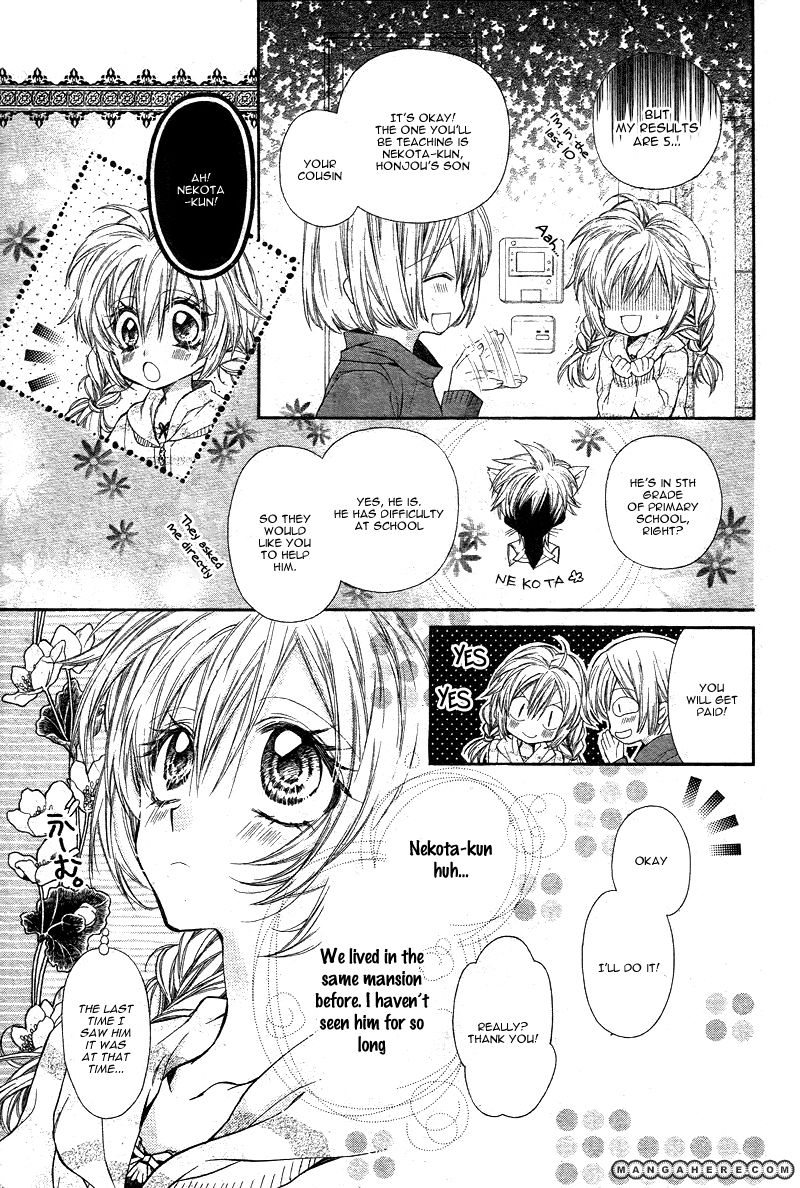 BUT
MY RESULTS
ARE 5..!
I'm in the
last 10
IT'S OKAY!
THE ONE YOU'LL
BE TEACHING IS
NEKOTA-KUN,
HONJOU'S SON
YOUR
COUSIN
Aah
AH!
NEKOTA
-KUN!
HE'S IN 5TH
GRADE
OF PRIMARY
SCHOOL,
RIGHT?
NE KO TA
YES, HE IS.
HE HAS DIFFICULTY
AT SCHOOL
SO THEY
WOULD
LIKE YOU
TO HELP
HIM.
They asked
me directly
YOU
WILL GET
PAID!
YES
YES
OKAY
I'LL DO IT!
REALLY?
THANK YOU!
Nekota-kun
huh...
We lived in the
same mansion
before. I haven't
seen him for so
long
ふーむ。
THE LAST
TIME I
SAW HIM
IT WAS
AT THAT
TIME...
MANGAHERE.COM